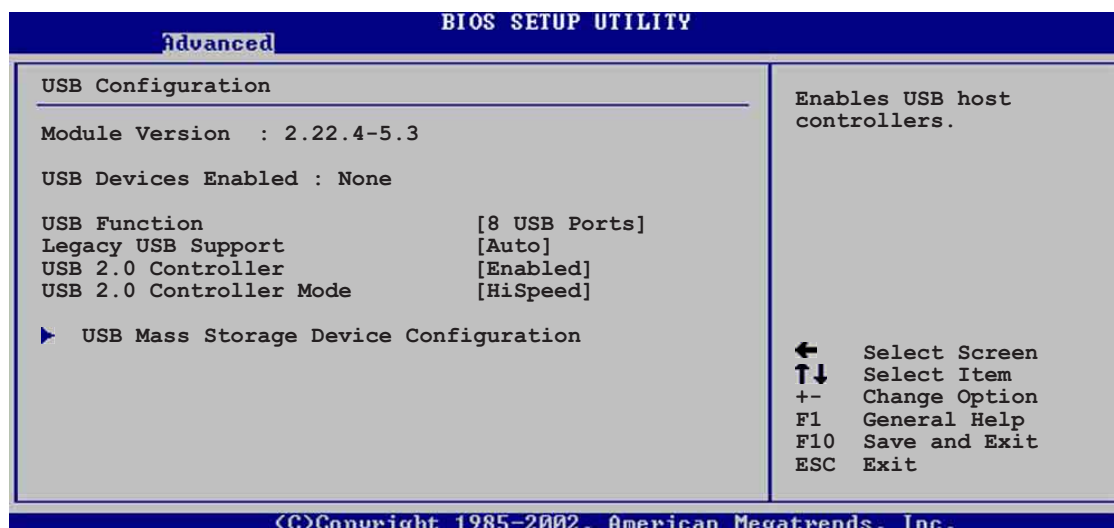 BIOS SETUP UTILITY
Advanced
USB Configuration
Module Version : 2.22.4-5.3
USB Devices Enabled : None
USB Function [8 USB Ports]
Legacy USB Support [Auto]
USB 2.0 Controller [Enabled]
USB 2.0 Controller Mode [HiSpeed]
USB Mass Storage Device Configuration
Enables USB host
controllers.
Select Screen
Select Item
+- Change Option
F1 General Help
F10 Save and Exit
ESC Exit
(C)Copyright 1985-2002, American Megatrends, Inc.